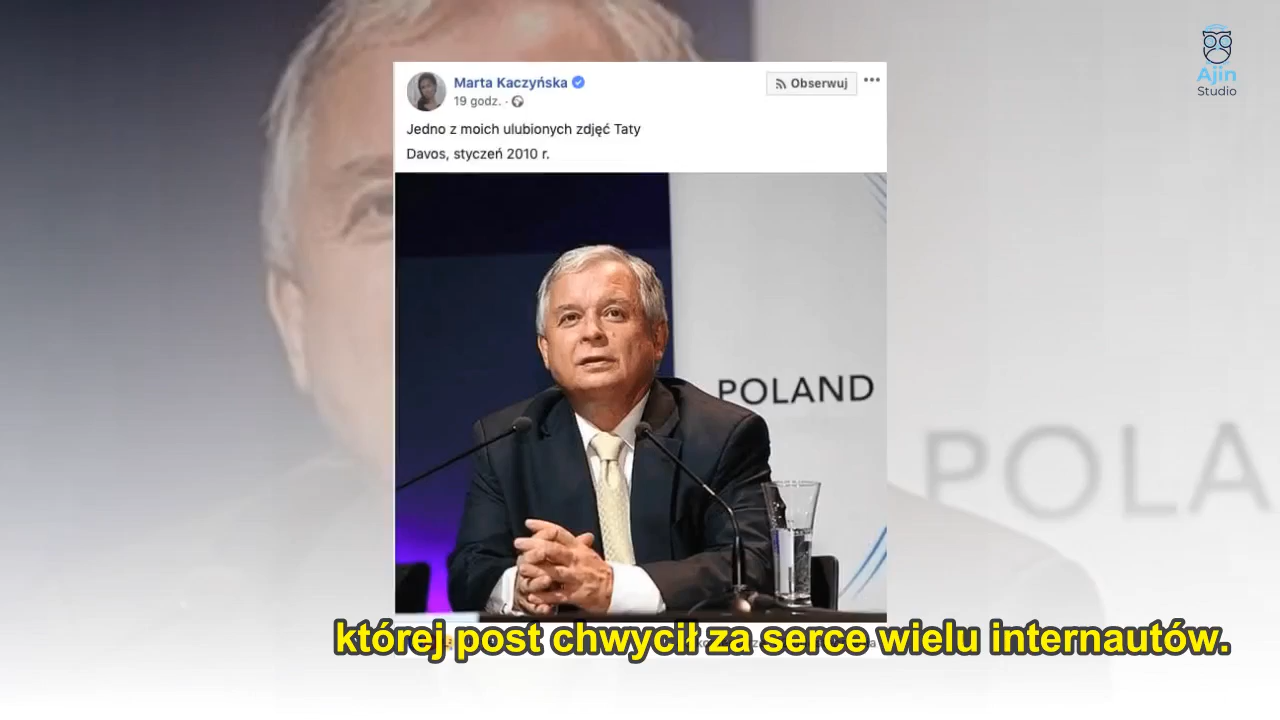 Ajin
Studio
Marta Kaczyńska
Obserwuj
19 godz.
Jedno z moich ulubionych zdjęć Taty
Davos, styczeń 2010 r.
POLAND
POLA
której post chwycił za serce wielu internautów.